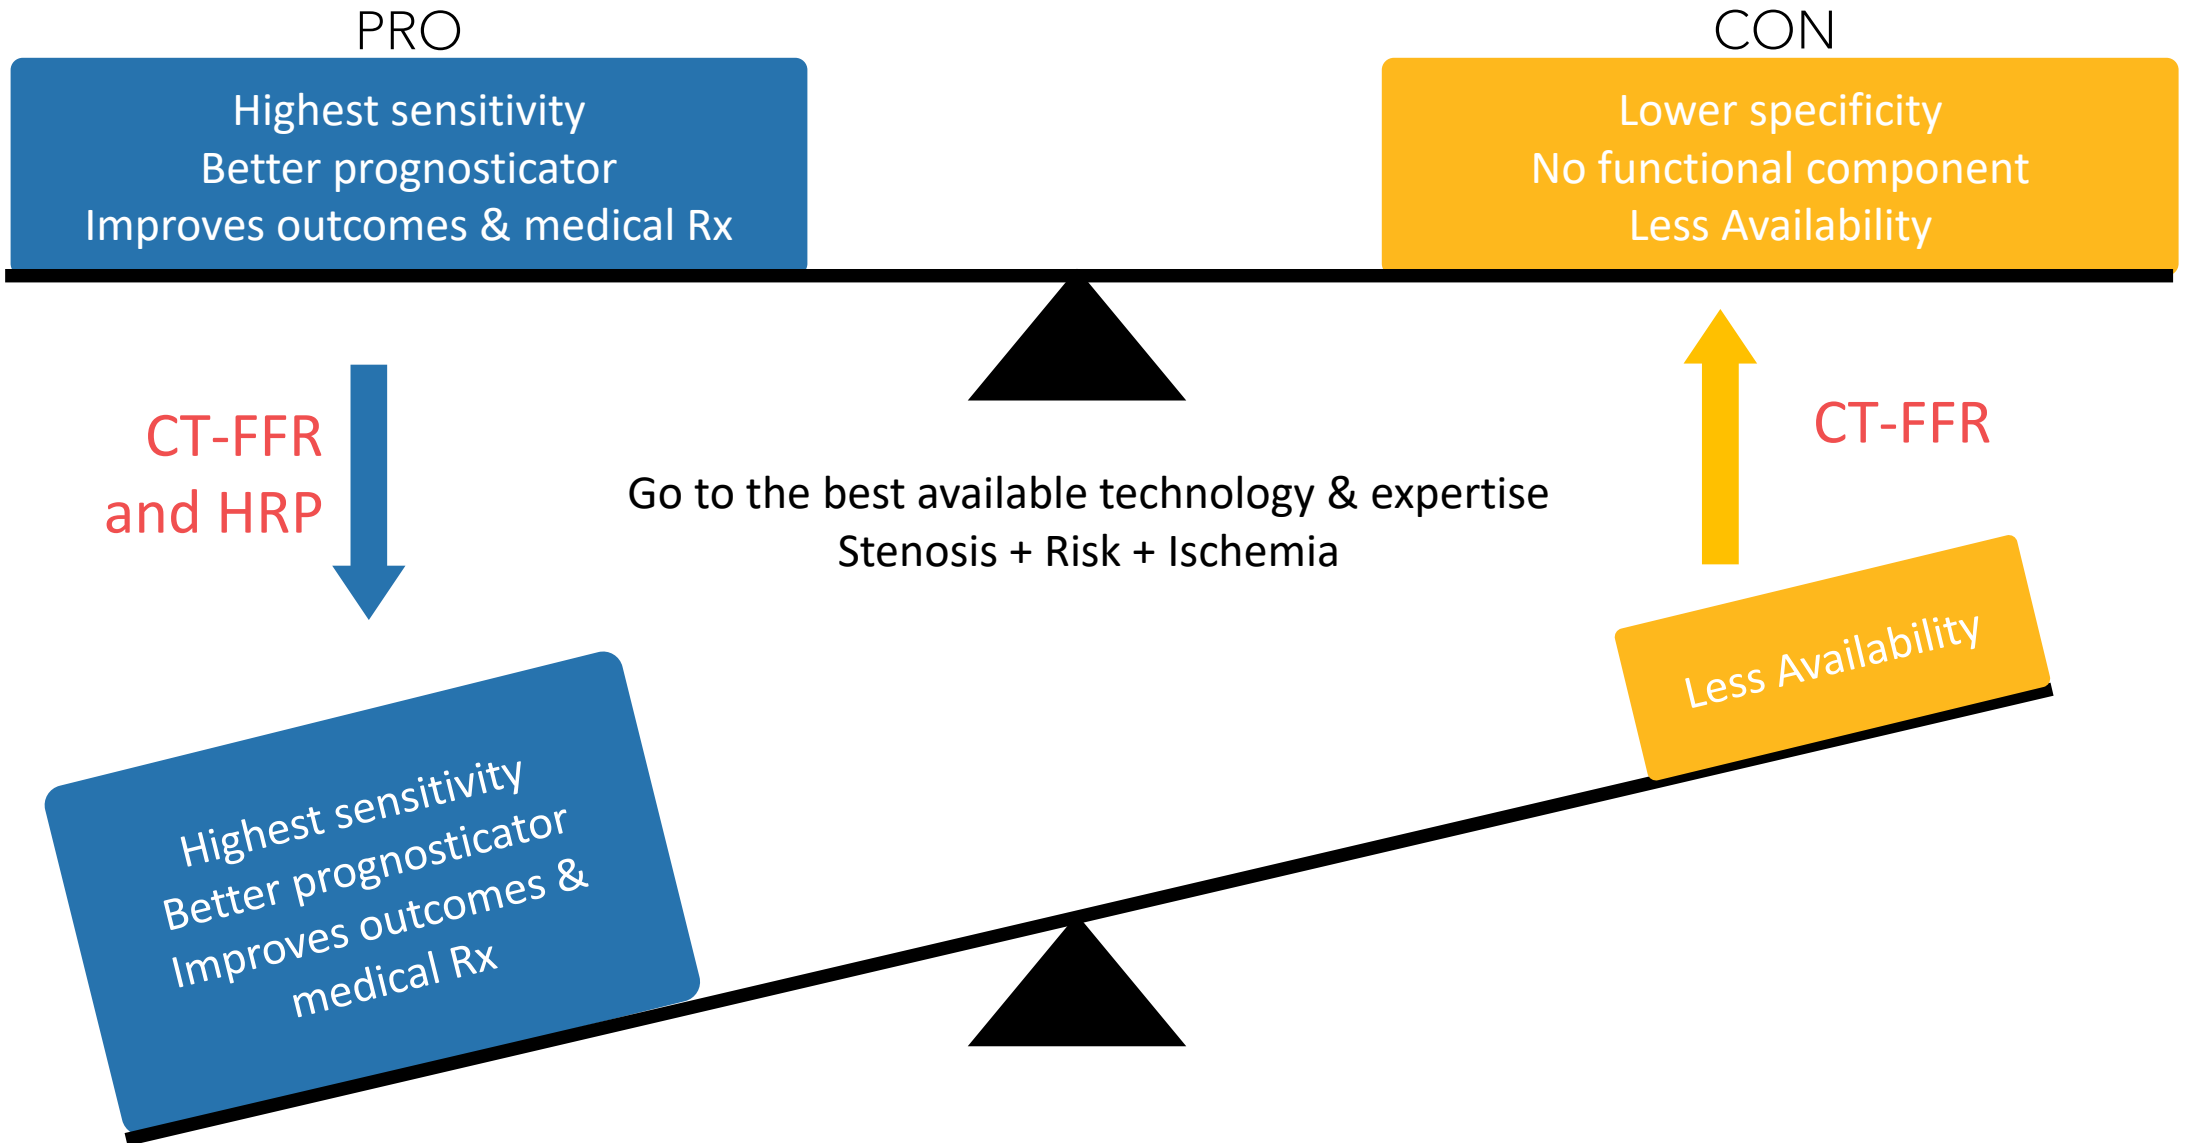 PRO
CON
Highest sensitivity
Better prognosticator
Improves outcomes & medical Rx
Lower specificity
No functional component
Less Availability
CT-FFR
and HRP
CT-FFR
Go to the best available technology & expertise
Stenosis + Risk + Ischemia
Less Availability
Highest sensitivity
Better prognosticator
Improves outcomes &
medical Rx